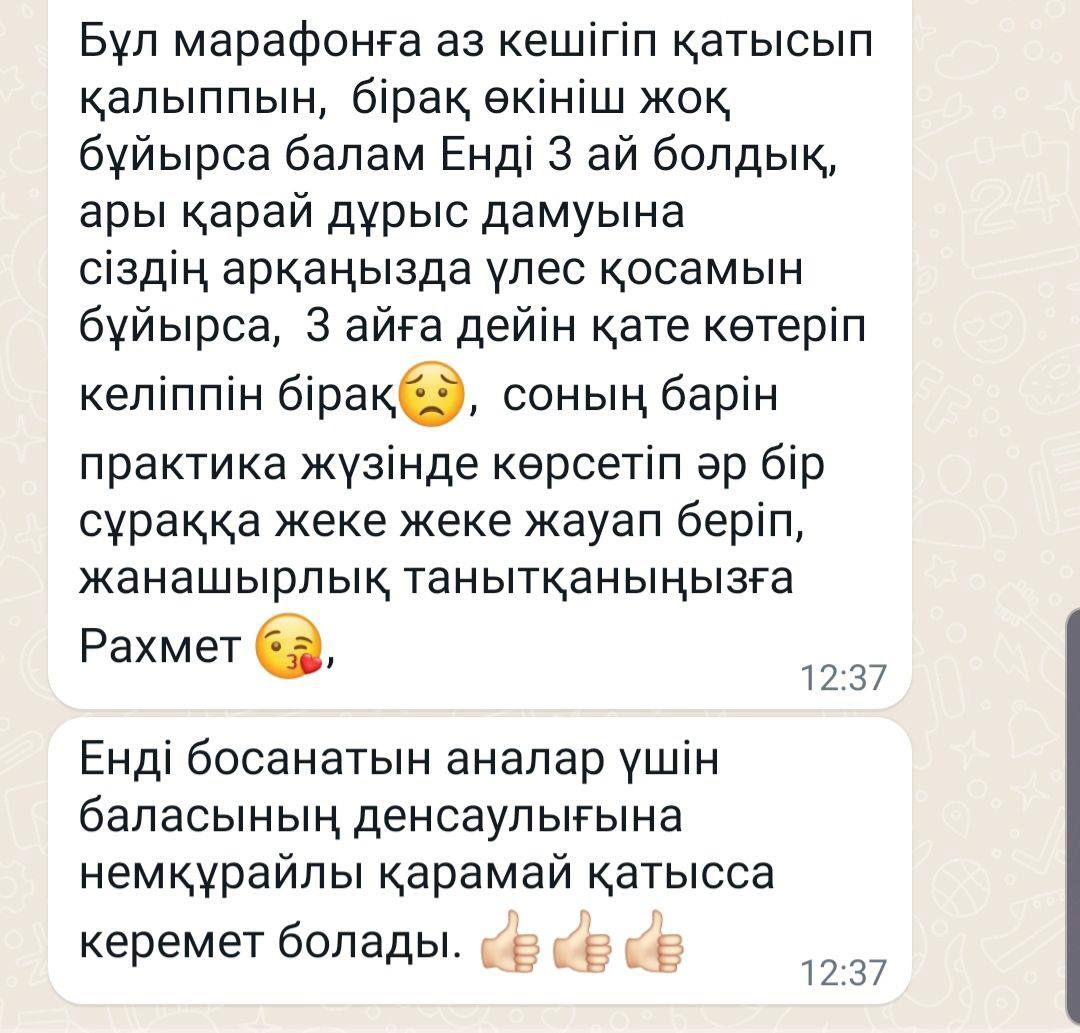 Бұл марафонға аз кешігіп қатысып
қалыппын, бірақ өкініш жоқ
бұйырса балам Енді 3 ай болдық,
ары қарай дұрыс дамуына
сіздің арқаңызда үлес қосамын
бұйырса, 3 айға дейін қате көтеріп
келіппін бірақ😟, соның барін
практика жүзінде көрсетіп әр бір
сұраққа жеке жеке жауап беріп,
жанашырлық танытқаныңызға
Рахмет 😘,
12:37
Енді босанатын аналар үшін
баласының денсаулығына
немқұрайлы қарамай қатысса
керемет болады. 👍🏻👍🏻👍🏻
12:37